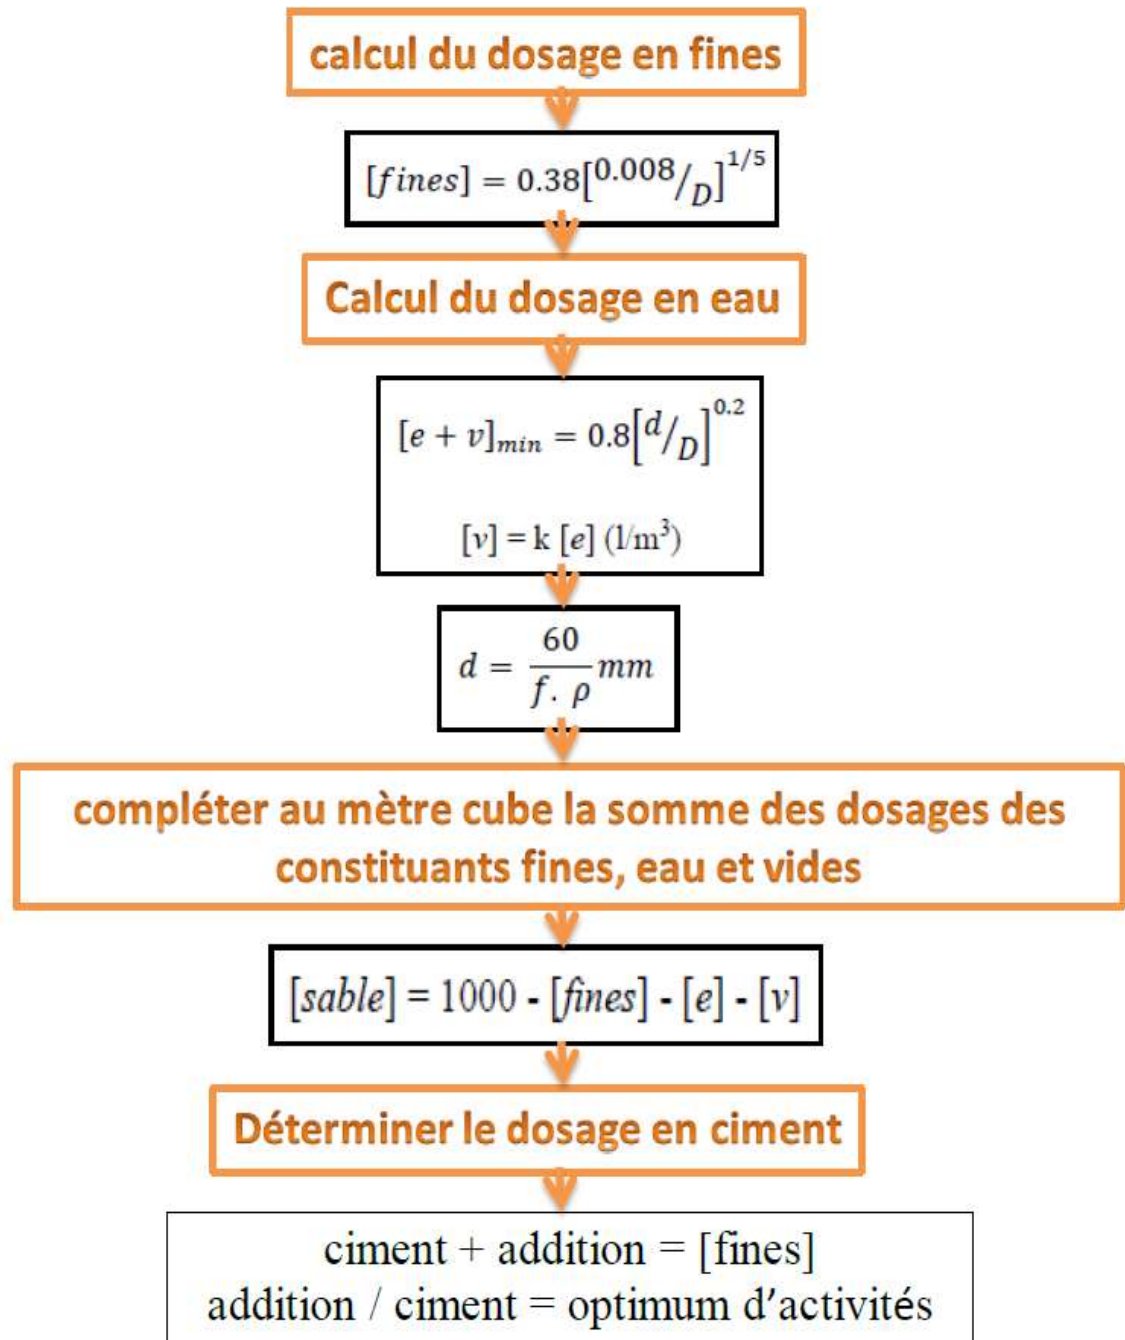 calcul du dosage en fines
[fines] = 0.38[0.008/D]^1/5
Calcul du dosage en eau
[e + v]min = 0.8[d/D]^0.2
[v] = k [e] (l/m³)
d = 60/f. ρ mm
compléter au mètre cube la somme des dosages des
constituants fines, eau et vides
[sable] = 1000 - [fines] - [e] - [v]
Déterminer le dosage en ciment
ciment + addition = [fines]
addition / ciment = optimum d’activités